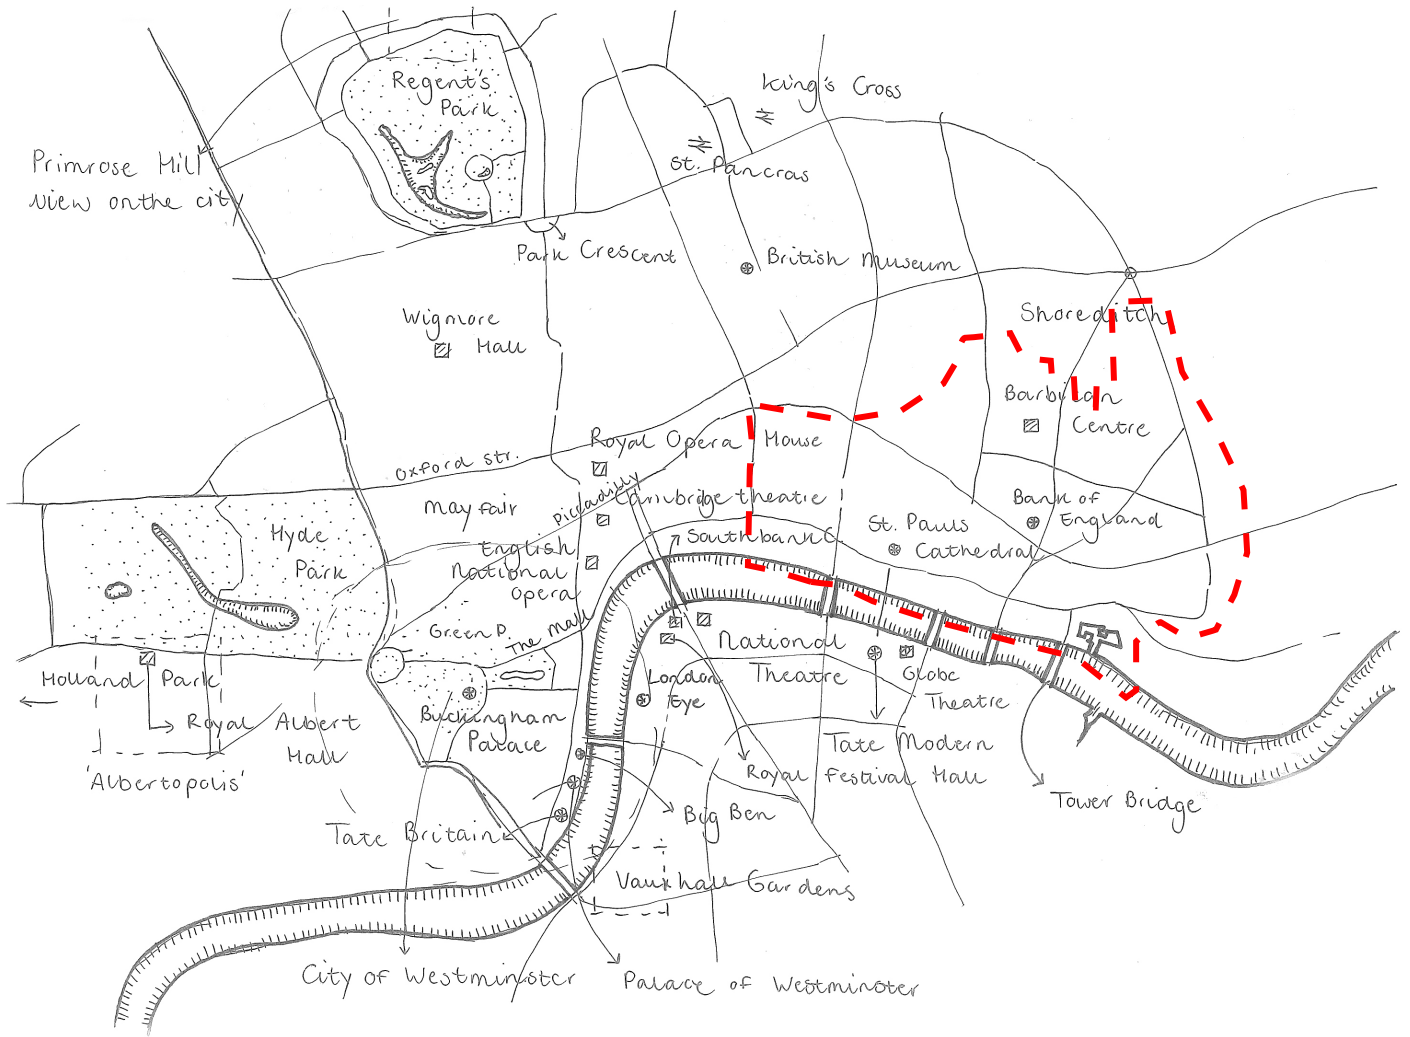 Regent's
Park
King's Cross
Primrose Hill
view on the city
St. Pancras
Park Crescent
British Museum
Wigmore
Hall
Shoreditch
Barbican
Centre
Royal Opera House
Oxford str.
Mayfair
Piccadilly
Cambridge theatre
Bank of
England
Hyde
Park
English
national
opera
Southbank C.
St. Pauls
Cathedral
Green P.
The Mall
National
Theatre
Globe
Theatre
Holland Park
Royal Albert
Hall
'Albertopolis'
Buckingham
Palace
London
Eye
Tate Modern
Royal Festival Hall
Tower Bridge
Big Ben
Tate Britain
Vauxhall Gardens
City of Westminster
Palace of Westminster